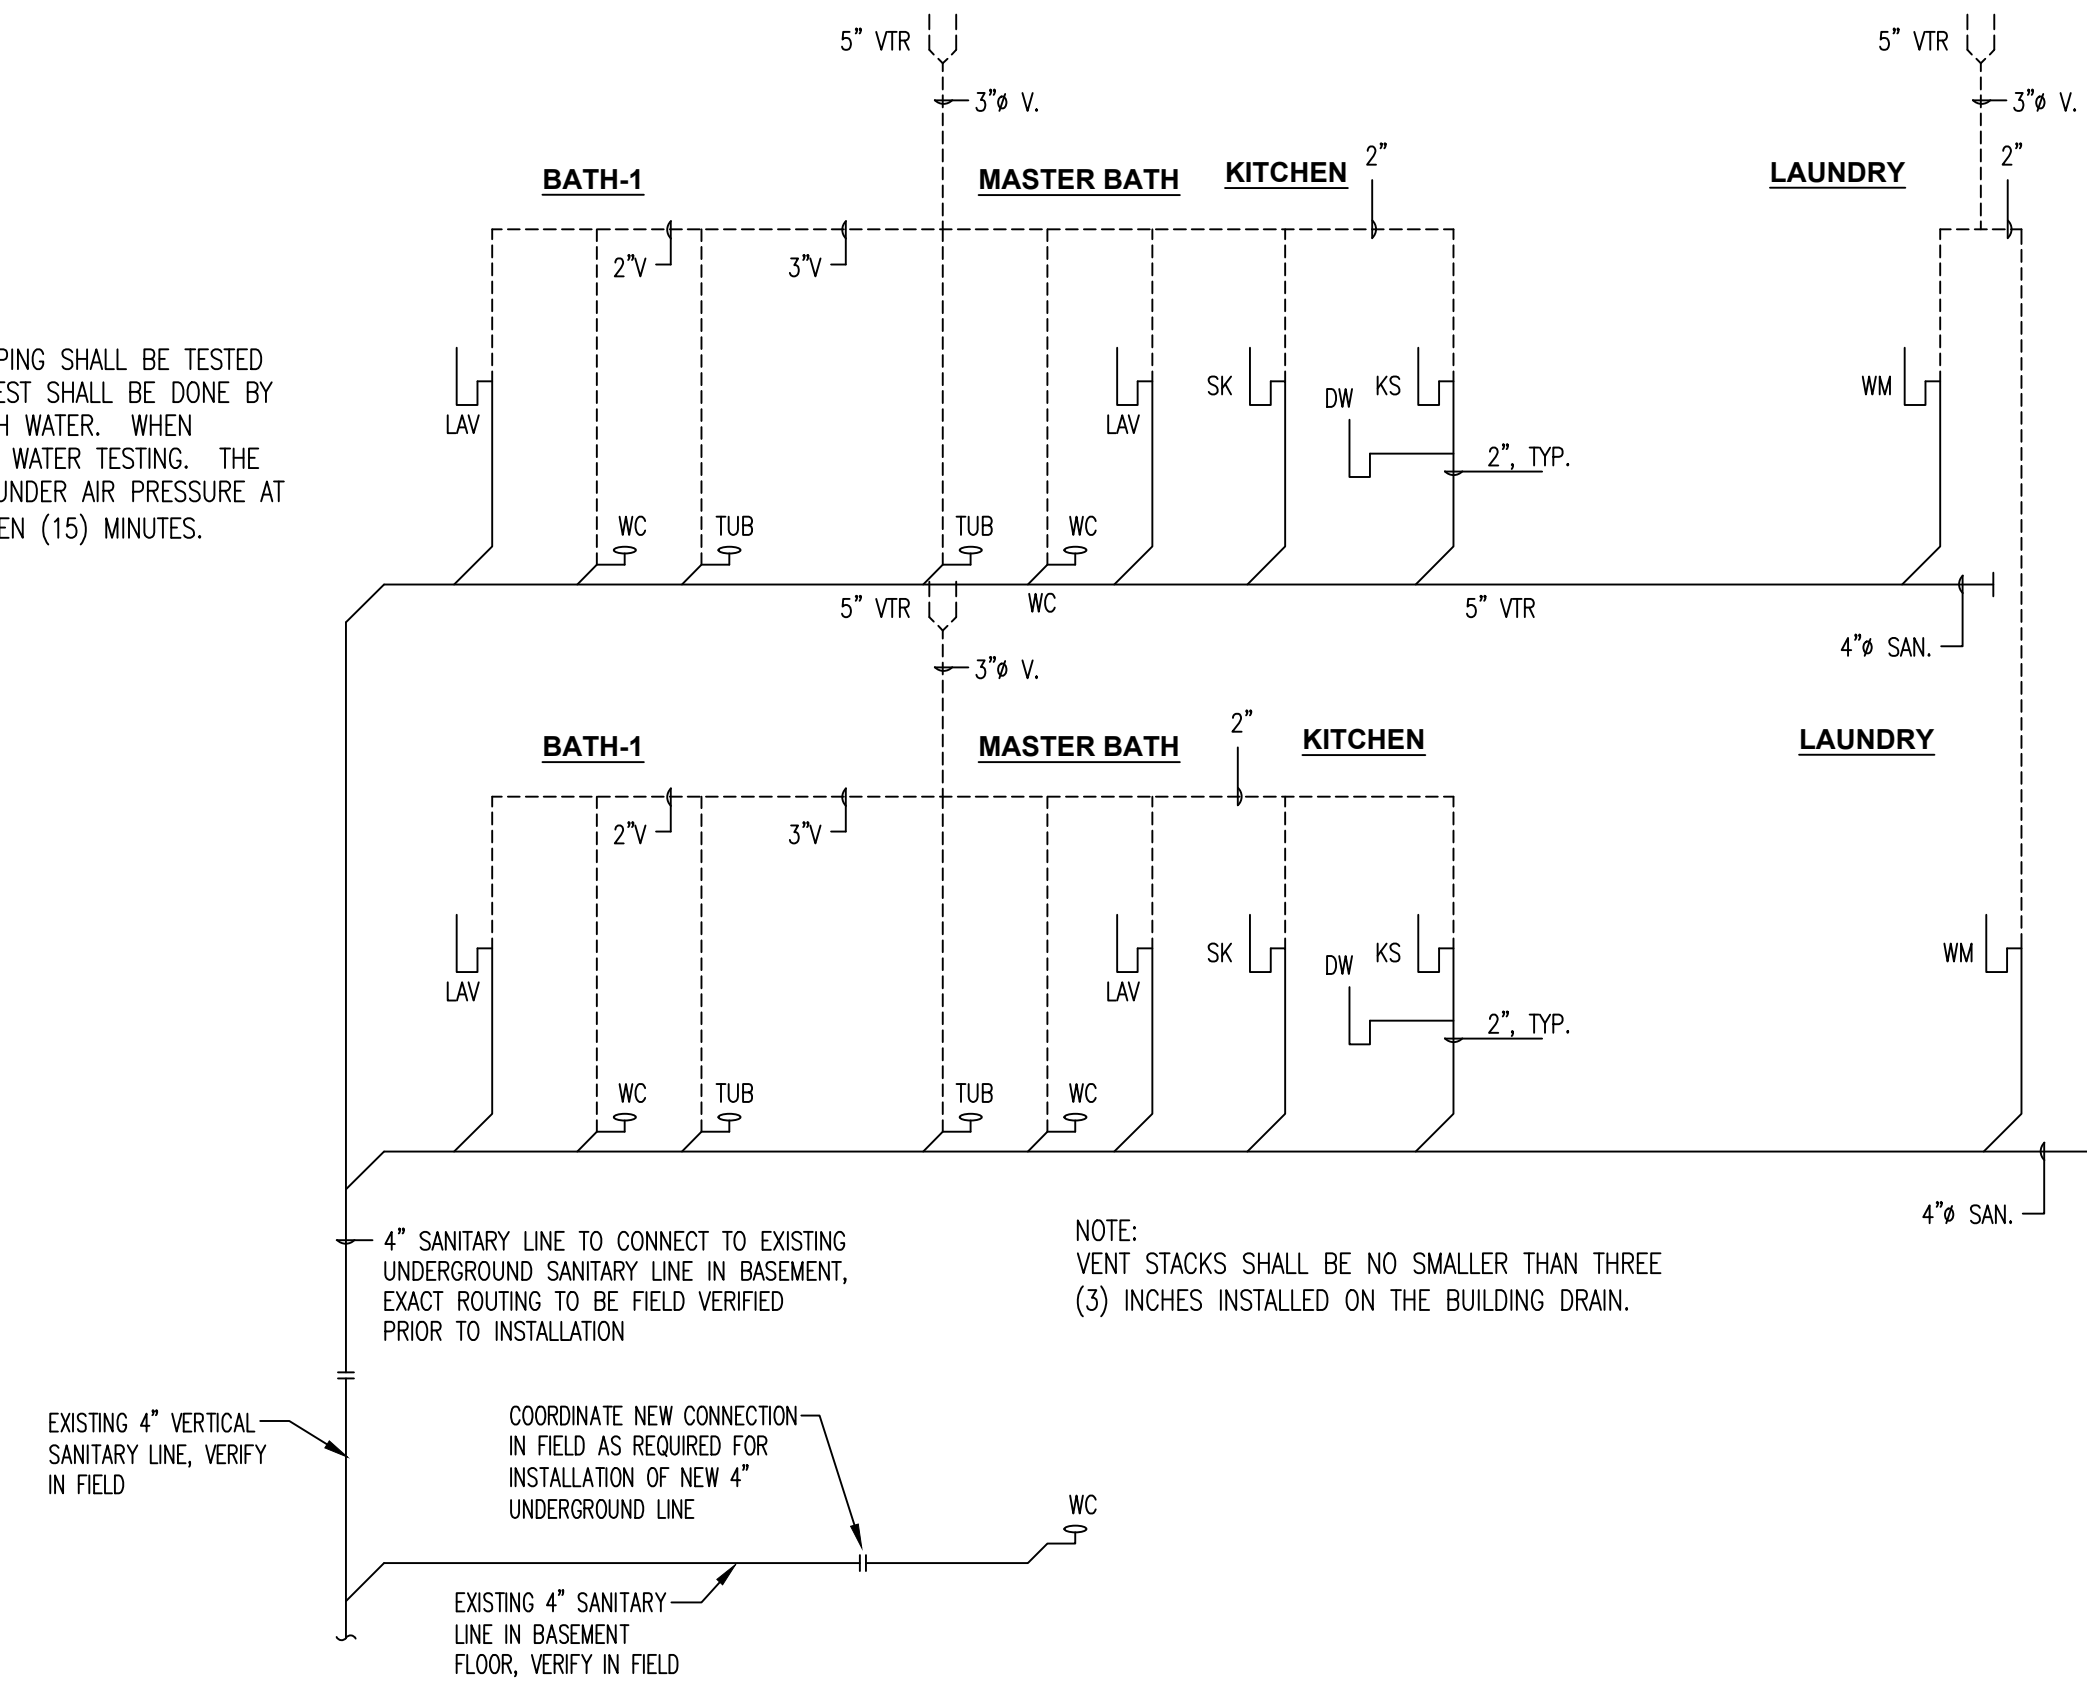 5” VTR
5” VTR
3”ø V.
3”ø V.
BATH-1
MASTER BATH
KITCHEN
2”
LAUNDRY
2”
2”V
3”V
PING SHALL BE TESTED
EST SHALL BE DONE BY
H WATER. WHEN
WATER TESTING. THE
UNDER AIR PRESSURE AT
EN (15) MINUTES.
LAV
LAV
SK
DW
KS
WM
2”, TYP.
WC
TUB
TUB
WC
5” VTR
WC
5” VTR
4”ø SAN.
3”ø V.
BATH-1
MASTER BATH
2”
KITCHEN
LAUNDRY
2”V
3”V
LAV
LAV
SK
DW
KS
WM
2”, TYP.
WC
TUB
TUB
WC
4”ø SAN.
4” SANITARY LINE TO CONNECT TO EXISTING
UNDERGROUND SANITARY LINE IN BASEMENT,
EXACT ROUTING TO BE FIELD VERIFIED
PRIOR TO INSTALLATION
NOTE:
VENT STACKS SHALL BE NO SMALLER THAN THREE
(3) INCHES INSTALLED ON THE BUILDING DRAIN.
EXISTING 4” VERTICAL
SANITARY LINE, VERIFY
IN FIELD
COORDINATE NEW CONNECTION
IN FIELD AS REQUIRED FOR
INSTALLATION OF NEW 4”
UNDERGROUND LINE
WC
EXISTING 4” SANITARY
LINE IN BASEMENT
FLOOR, VERIFY IN FIELD